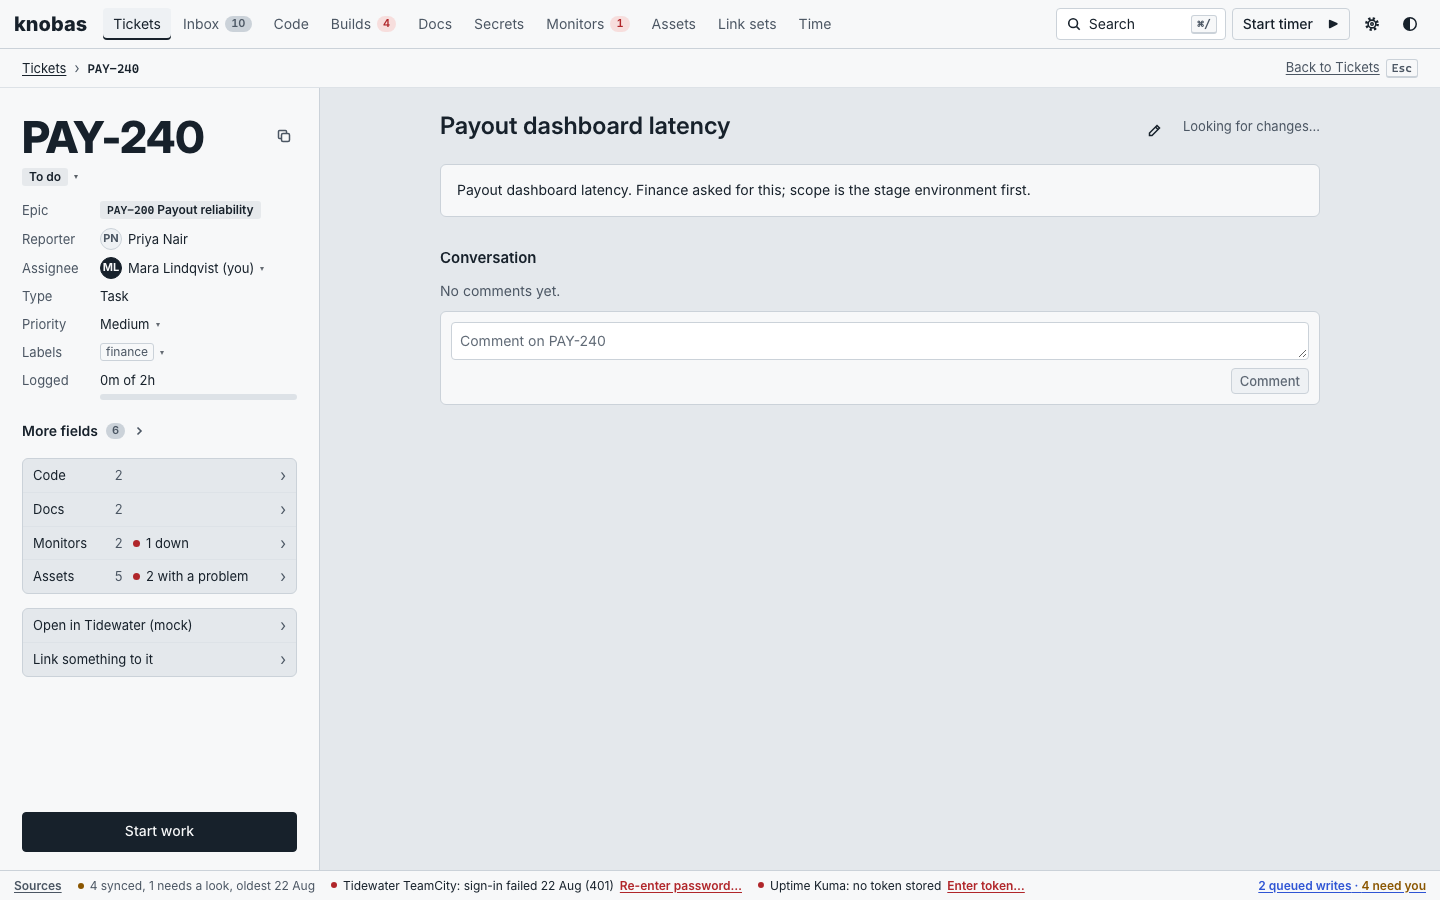 knobas
Tickets
Inbox 10
Code
Builds 4
Docs
Secrets
Monitors 1
Assets
Link sets
Time
Search ⌘/
Start timer
Tickets › PAY-240
Back to Tickets Esc
PAY-240
To do
Epic PAY-200 Payout reliability
Reporter PN Priya Nair
Assignee ML Mara Lindqvist (you)
Type Task
Priority Medium
Labels finance
Logged 0m of 2h
More fields 6
Code 2
Docs 2
Monitors 2 1 down
Assets 5 2 with a problem
Open in Tidewater (mock)
Link something to it
Start work
Payout dashboard latency
Looking for changes…
Payout dashboard latency. Finance asked for this; scope is the stage environment first.
Conversation
No comments yet.
Comment on PAY-240
Comment
Sources 4 synced, 1 needs a look, oldest 22 Aug Tidewater TeamCity: sign-in failed 22 Aug (401) Re-enter password… Uptime Kuma: no token stored Enter token… 2 queued writes · 4 need you